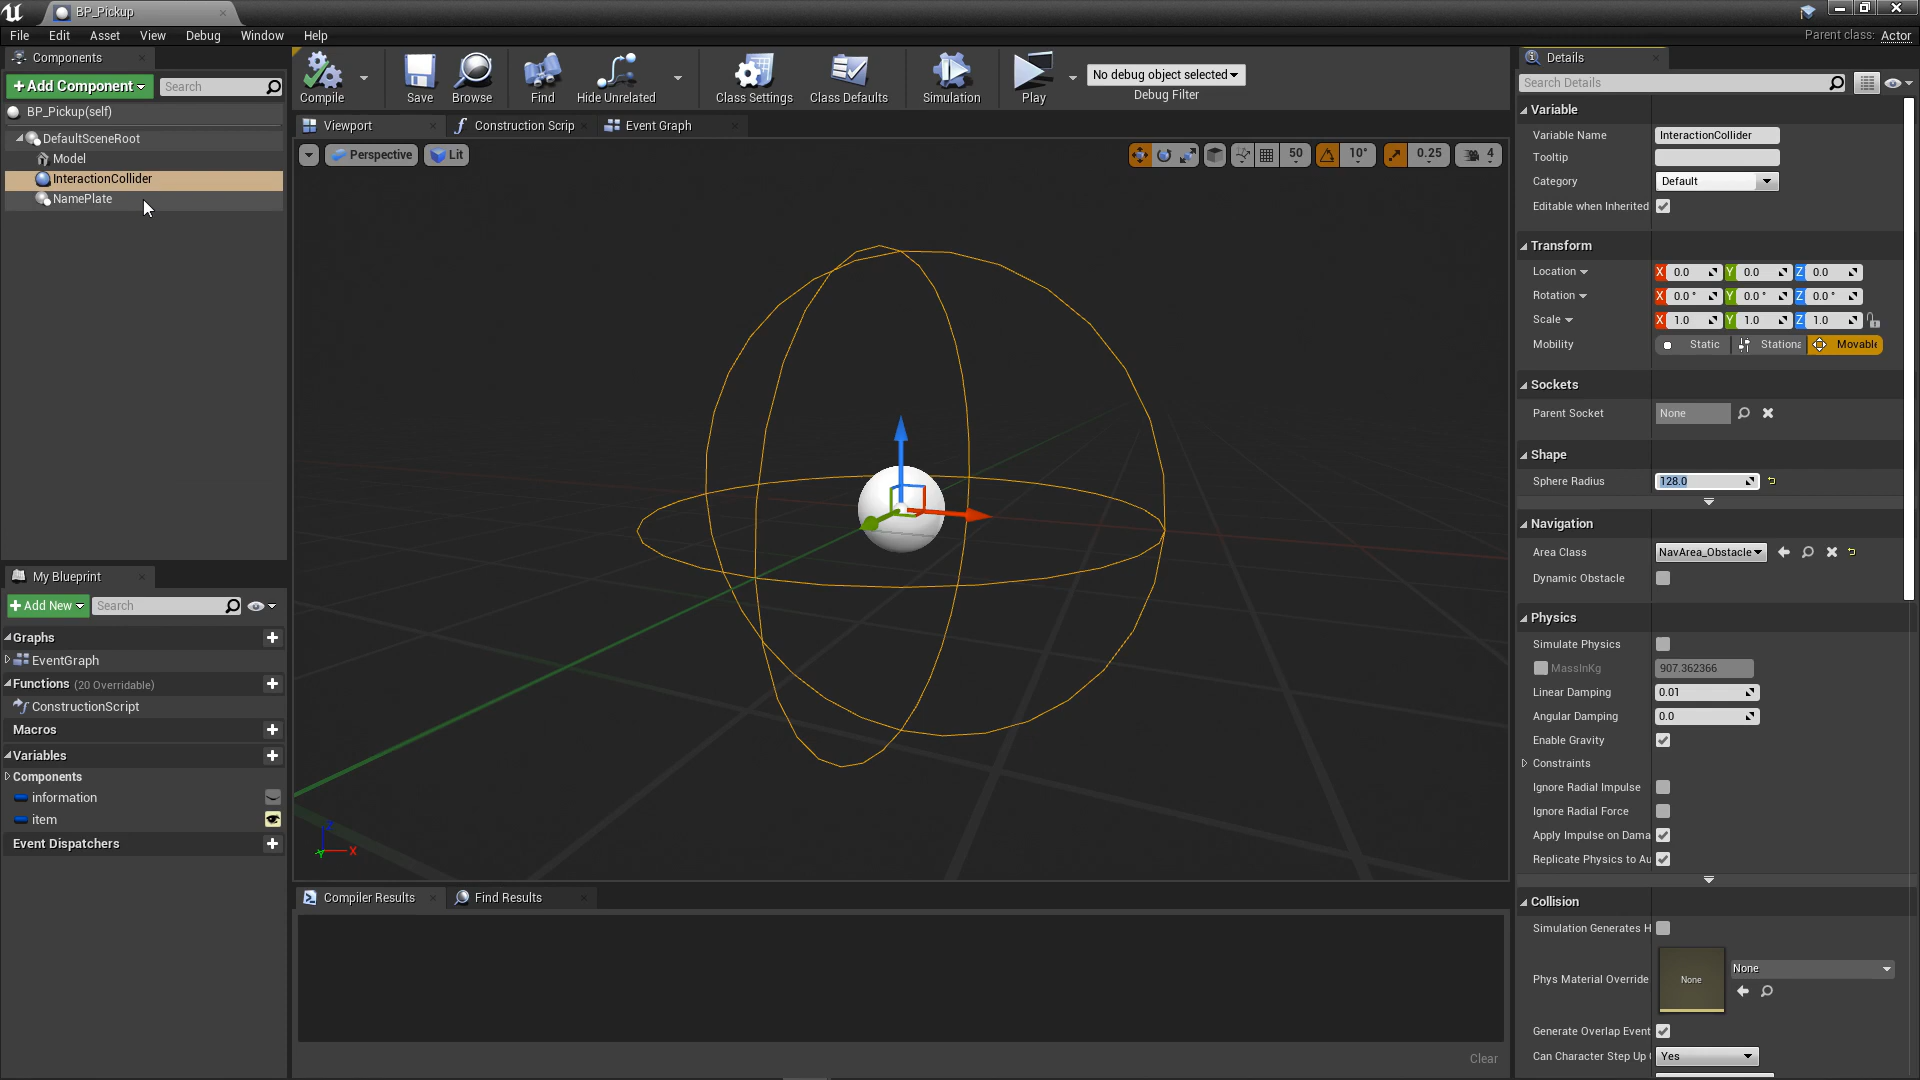 BP_Pickup
File Edit Asset View Debug Window Help
Parent class: Actor
Components
+ Add Component
Search
BP_Pickup(self)
DefaultSceneRoot
Model
InteractionCollider
NamePlate
My Blueprint
+ Add New
Search
Graphs
EventGraph
Functions (20 Overridable)
ConstructionScript
Macros
Variables
Components
information
item
Event Dispatchers
Compile
Save
Browse
Find
Hide Unrelated
Class Settings
Class Defaults
Simulation
Play
No debug object selected
Debug Filter
Viewport
Construction Scrip
Event Graph
Perspective
Lit
50
10°
0.25
4
Z
Y
X
Compiler Results
Find Results
Clear
Details
Search Details
Variable
Variable Name InteractionCollider
Tooltip
Category Default
Editable when Inherited
Transform
Location X 0.0 Y 0.0 Z 0.0
Rotation X 0.0 ° Y 0.0 ° Z 0.0 °
Scale X 1.0 Y 1.0 Z 1.0
Mobility Static Stationa Movable
Sockets
Parent Socket None
Shape
Sphere Radius 128.0
Navigation
Area Class NavArea_Obstacle
Dynamic Obstacle
Physics
Simulate Physics
MassInKg 907.362366
Linear Damping 0.01
Angular Damping 0.0
Enable Gravity
Constraints
Ignore Radial Impulse
Ignore Radial Force
Apply Impulse on Dama
Replicate Physics to Au
Collision
Simulation Generates H
Phys Material Override None None
Generate Overlap Event
Can Character Step Up Yes